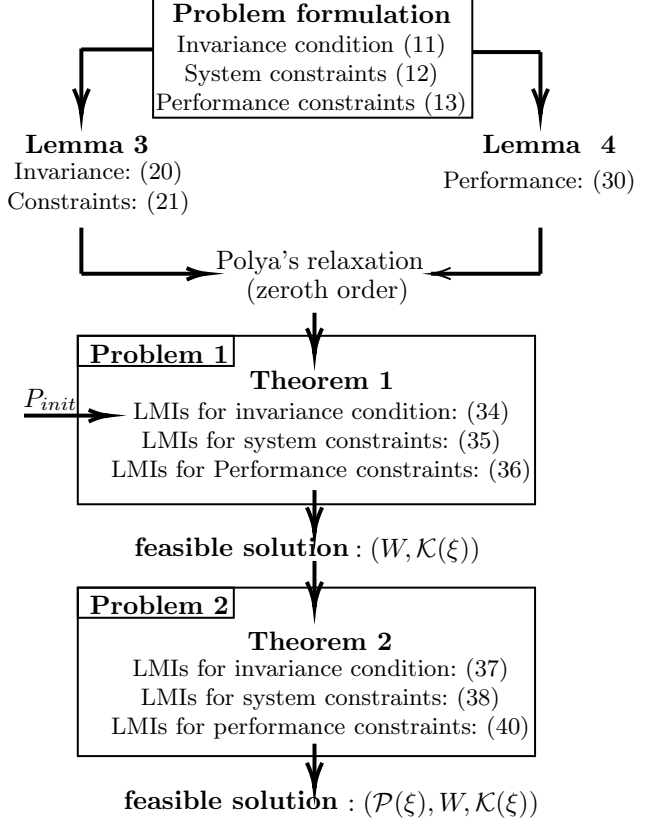 Problem formulation
Invariance condition (11)
System constraints (12)
Performance constraints (13)
Lemma 3
Invariance: (20)
Constraints: (21)
Lemma 4
Performance: (30)
Polya's relaxation
(zeroth order)
Problem 1
Theorem 1
P_{init}
LMIs for invariance condition: (34)
LMIs for system constraints: (35)
LMIs for Performance constraints: (36)
feasible solution : (W, 𝒦(ξ))
Problem 2
Theorem 2
LMIs for invariance condition: (37)
LMIs for system constraints: (38)
LMIs for performance constraints: (40)
feasible solution : (𝒫(ξ), W, 𝒦(ξ))